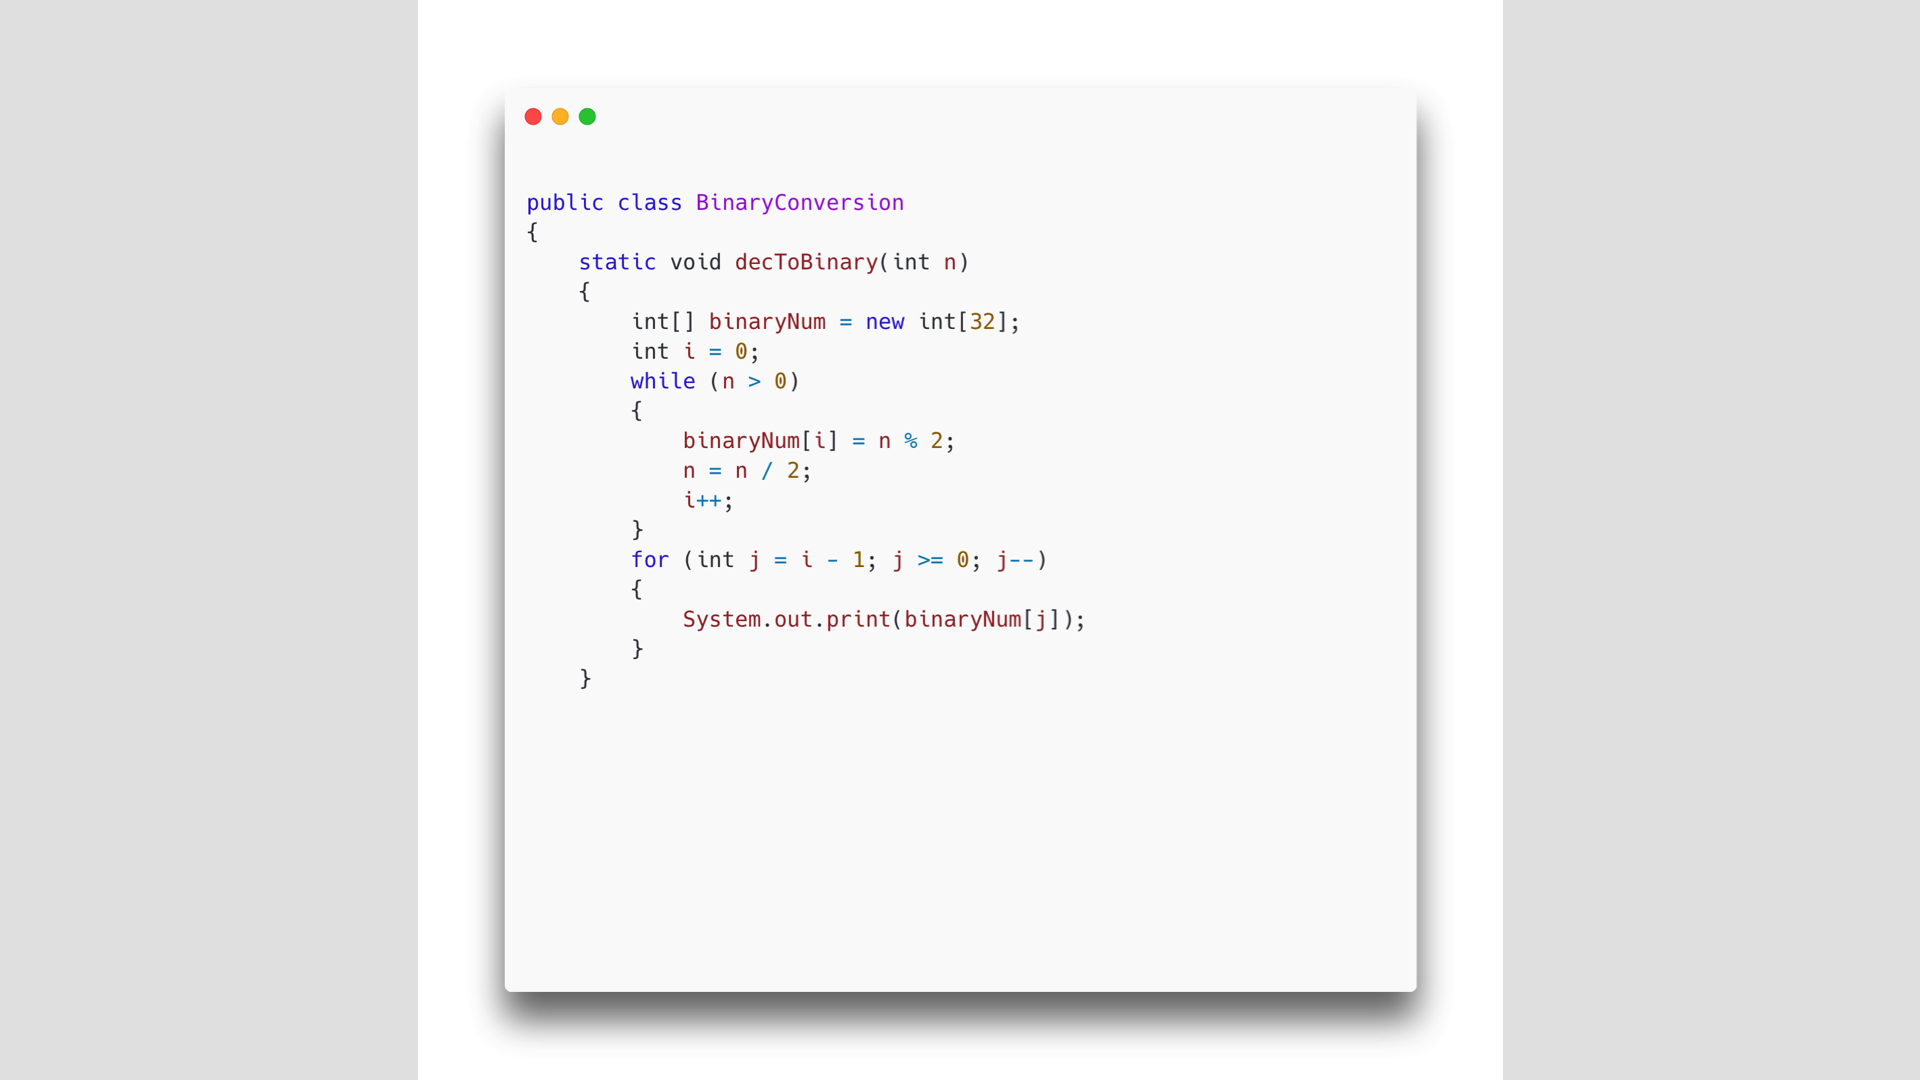 public class BinaryConversion
{
    static void decToBinary(int n)
    {
        int[] binaryNum = new int[32];
        int i = 0;
        while (n > 0)
        {
            binaryNum[i] = n % 2;
            n = n / 2;
            i++;
        }
        for (int j = i - 1; j >= 0; j--)
        {
            System.out.print(binaryNum[j]);
        }
    }